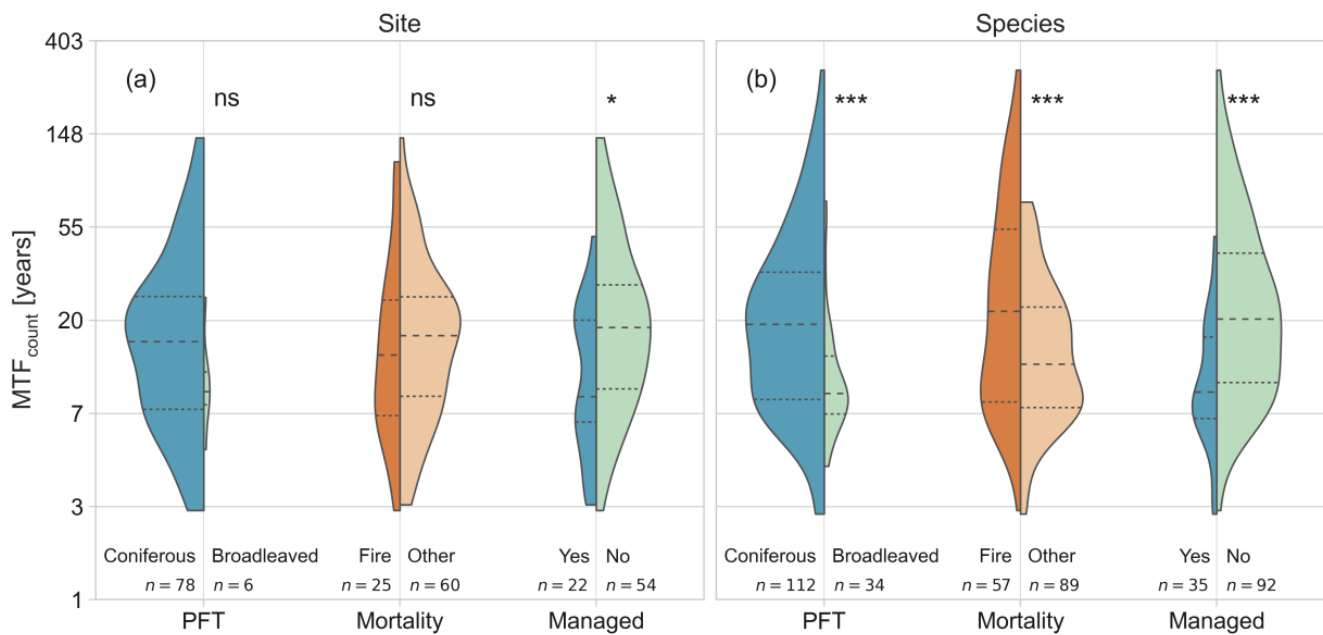 Site
Species
403
148
55
20
7
3
1
MTF_count [years]
(a)
ns
ns
*
(b)
***
***
***
Coniferous Broadleaved
n = 78 n = 6
Fire Other
n = 25 n = 60
Yes No
n = 22 n = 54
Coniferous Broadleaved
n = 112 n = 34
Fire Other
n = 57 n = 89
Yes No
n = 35 n = 92
PFT
Mortality
Managed
PFT
Mortality
Managed